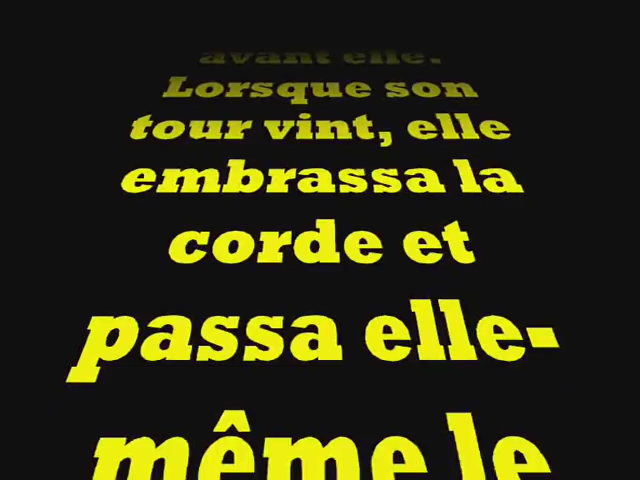 avant elle.
Lorsque son
tour vint, elle
embrassa la
corde et
passa elle-
même le